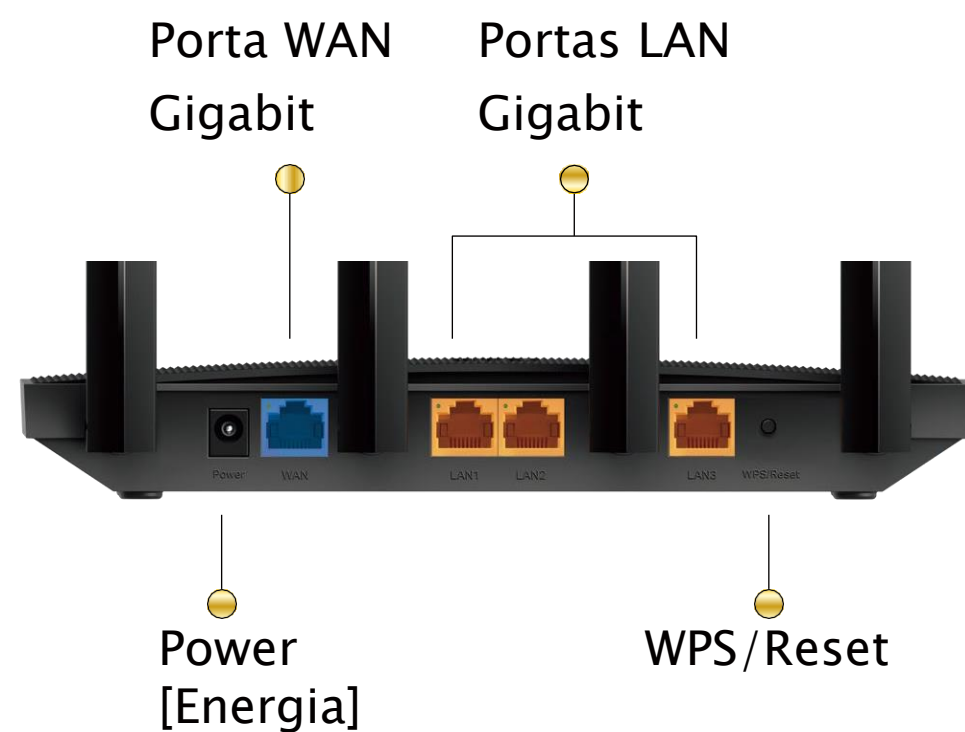 Porta WAN
Gigabit
Portas LAN
Gigabit
Power
WAN
LAN1
LAN2
LAN3
WPS/Reset
Power
[Energia]
WPS/Reset